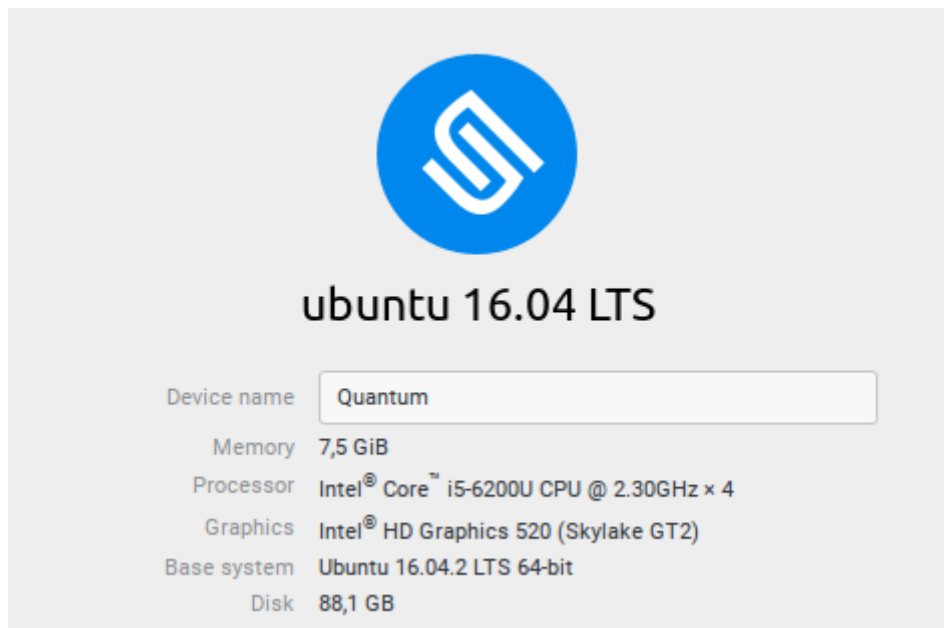 ubuntu 16.04 LTS
Device name Quantum
Memory 7,5 GiB
Processor Intel® Core™ i5-6200U CPU @ 2.30GHz × 4
Graphics Intel® HD Graphics 520 (Skylake GT2)
Base system Ubuntu 16.04.2 LTS 64-bit
Disk 88,1 GB